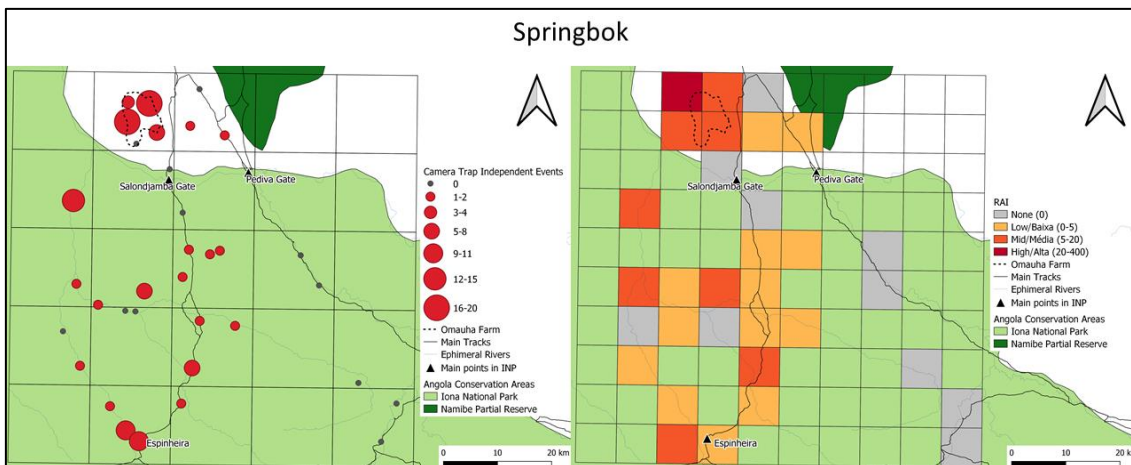 Springbok
Salondjamba Gate
Pediva Gate
Espinheira
Camera Trap Independent Events
0
1-2
3-4
5-8
9-11
12-15
16-20
Omauha Farm
Main Tracks
Ephimeral Rivers
Main points in INP
Angola Conservation Areas
Iona National Park
Namibe Partial Reserve
0 10 20 km
Salondjamba Gate
Pediva Gate
Espinheira
RAI
None (0)
Low/Baixa (0-5)
Mid/Média (5-20)
High/Alta (20-400)
Omauha Farm
Main Tracks
Ephimeral Rivers
Main points in INP
Angola Conservation Areas
Iona National Park
Namibe Partial Reserve
0 10 20 km